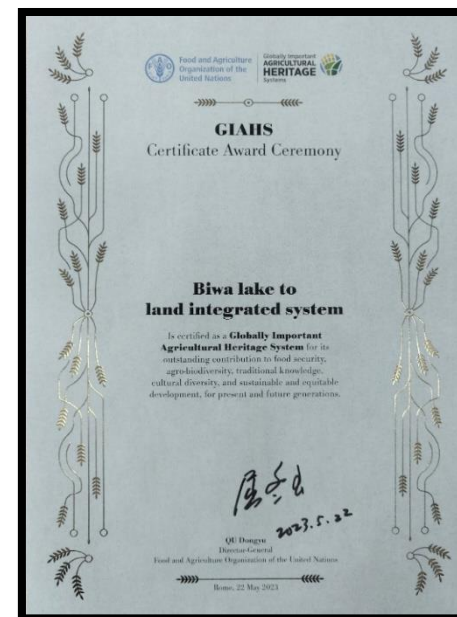 Food and Agriculture
Organization of the
United Nations
Globally Important
AGRICULTURAL
HERITAGE
Systems
GIAHS
Certificate Award Ceremony
Biwa lake to
land integrated system
Is certified as a Globally Important
Agricultural Heritage System for its
outstanding contribution to food security,
agro-biodiversity, traditional knowledge,
cultural diversity, and sustainable and equitable
development, for present and future generations.
2023.5.22
QU Dongyu
Director-General
Food and Agriculture Organization of the United Nations
Rome, 22 May 2023